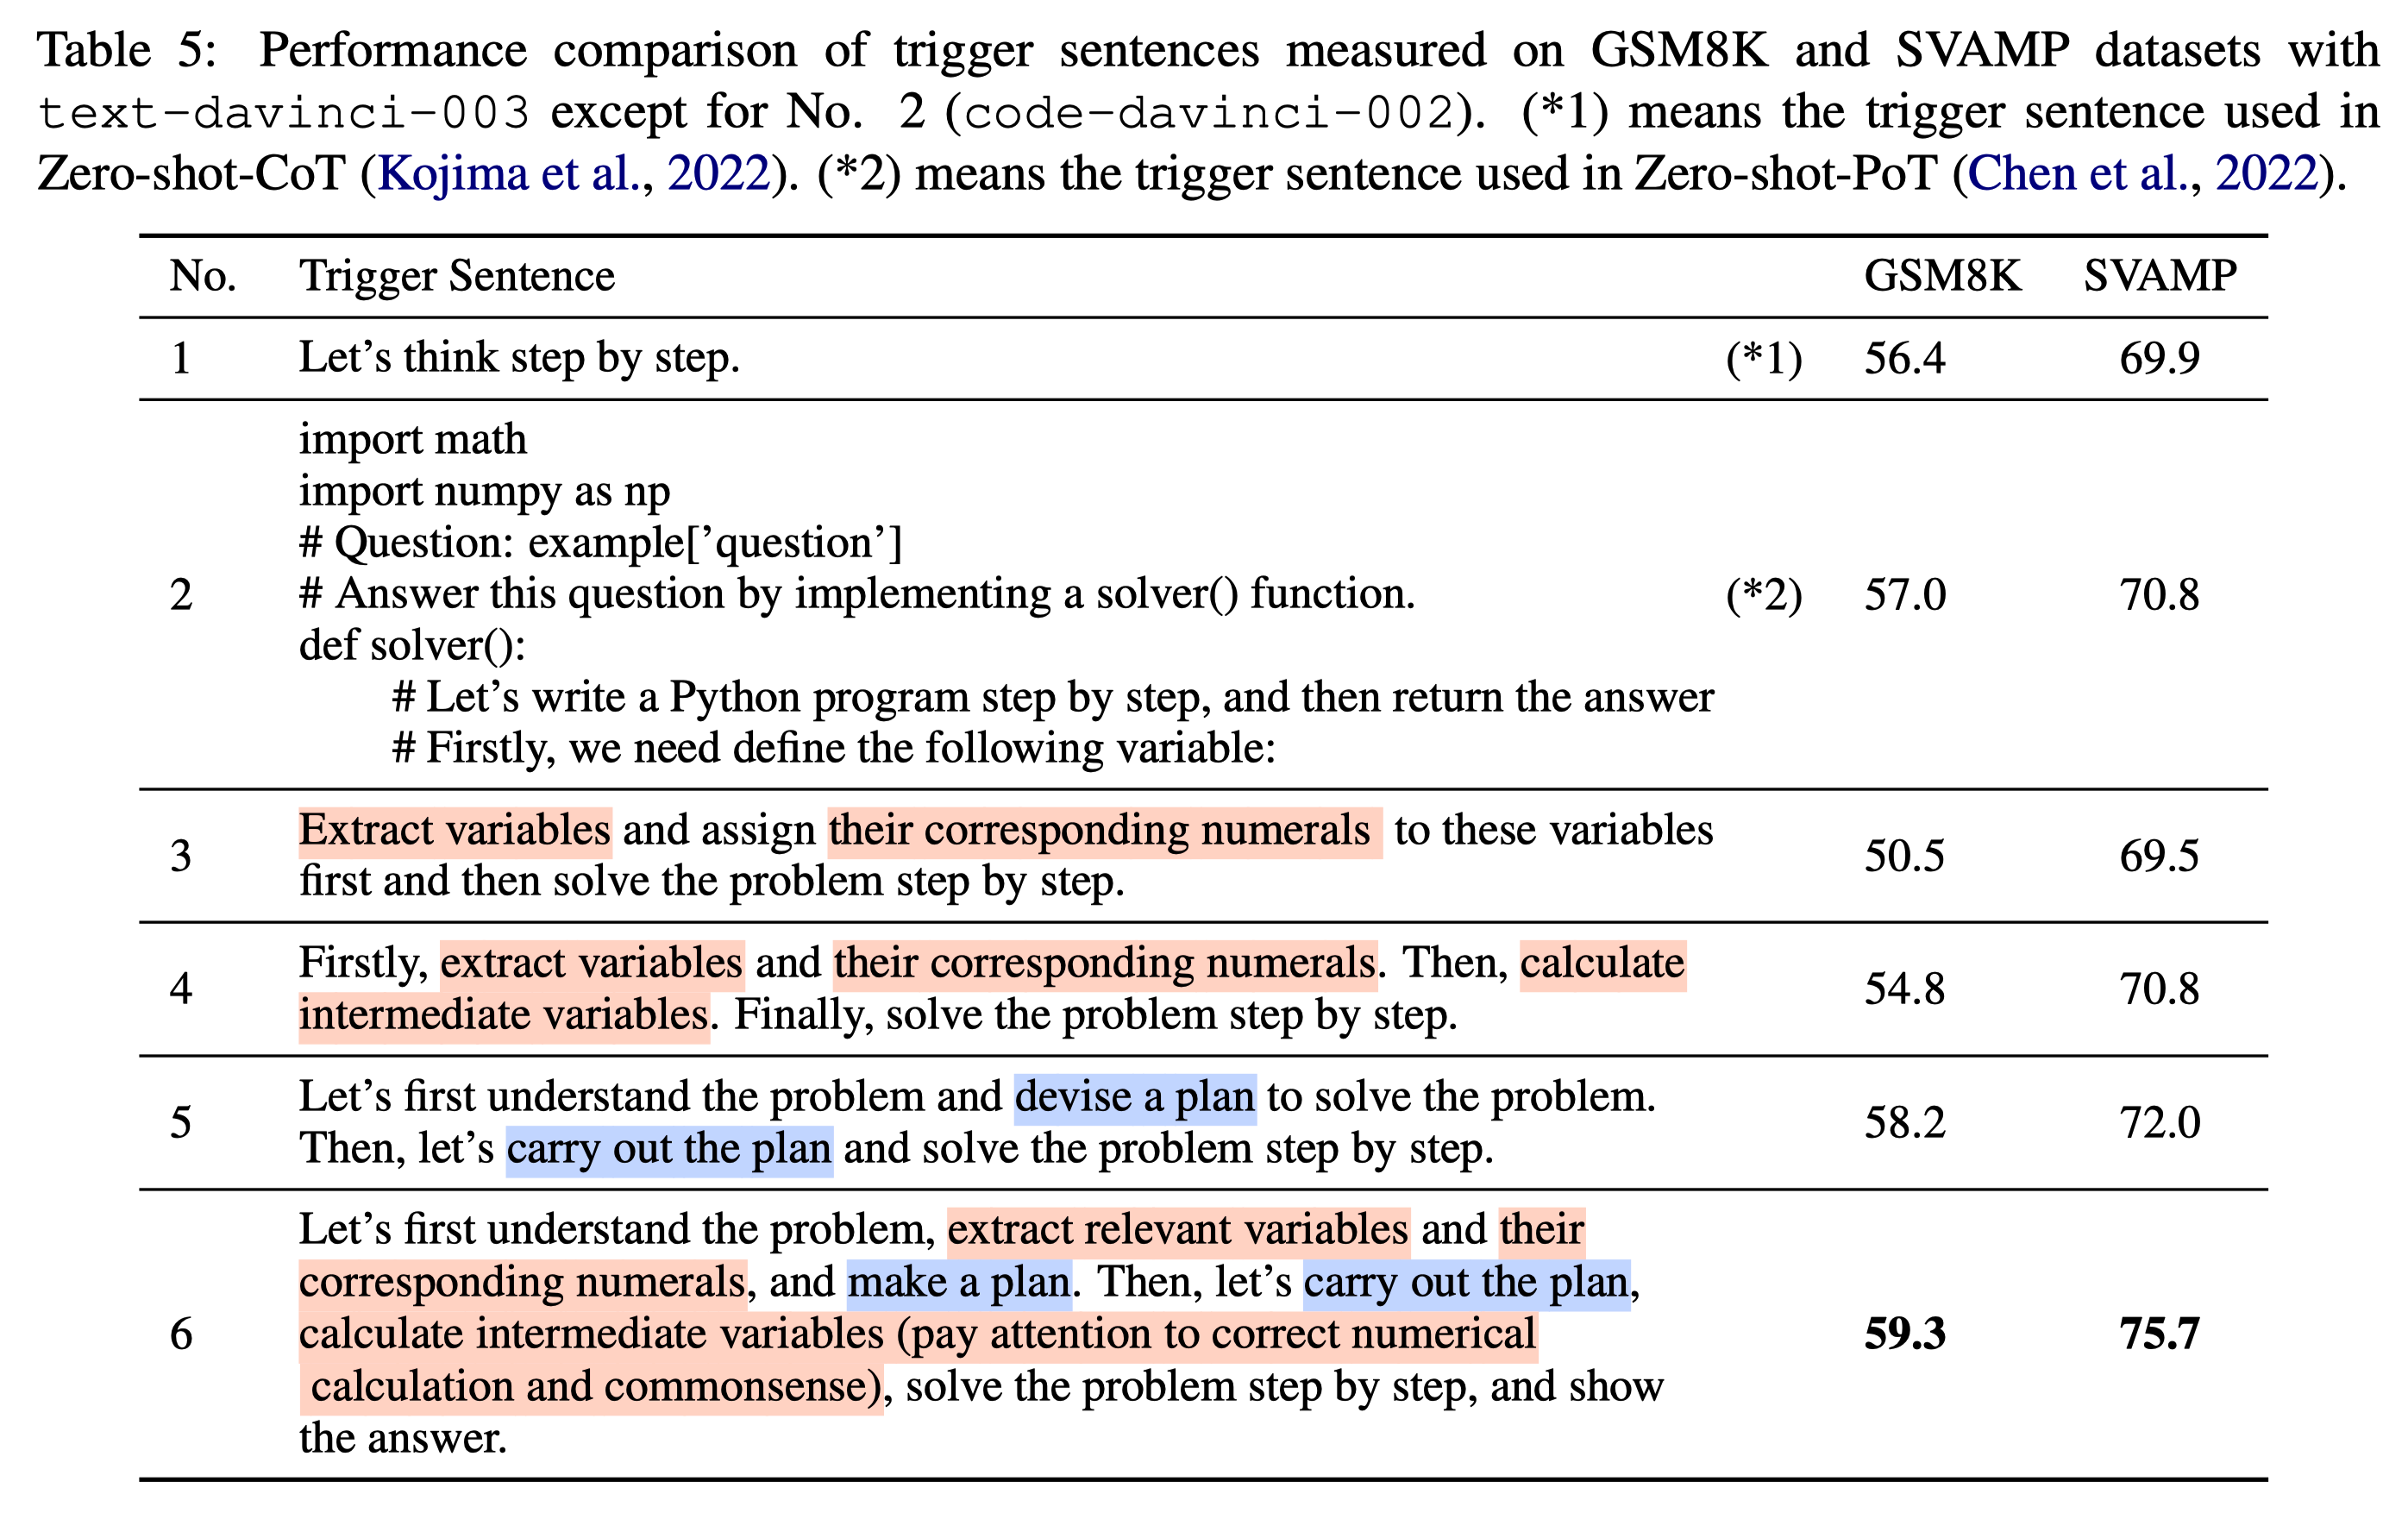 Table 5: Performance comparison of trigger sentences measured on GSM8K and SVAMP datasets with
text-davinci-003 except for No. 2 (code-davinci-002). (*1) means the trigger sentence used in
Zero-shot-CoT (Kojima et al., 2022). (*2) means the trigger sentence used in Zero-shot-PoT (Chen et al., 2022).
No. Trigger Sentence GSM8K SVAMP
1 Let’s think step by step. (*1) 56.4 69.9
import math
import numpy as np
# Question: example[’question’]
2 # Answer this question by implementing a solver() function. (*2) 57.0 70.8
def solver():
# Let’s write a Python program step by step, and then return the answer
# Firstly, we need define the following variable:
3 Extract variables and assign their corresponding numerals to these variables 50.5 69.5
first and then solve the problem step by step.
4 Firstly, extract variables and their corresponding numerals. Then, calculate 54.8 70.8
intermediate variables. Finally, solve the problem step by step.
5 Let’s first understand the problem and devise a plan to solve the problem. 58.2 72.0
Then, let’s carry out the plan and solve the problem step by step.
Let’s first understand the problem, extract relevant variables and their
corresponding numerals, and make a plan. Then, let’s carry out the plan,
6 calculate intermediate variables (pay attention to correct numerical 59.3 75.7
calculation and commonsense), solve the problem step by step, and show
the answer.